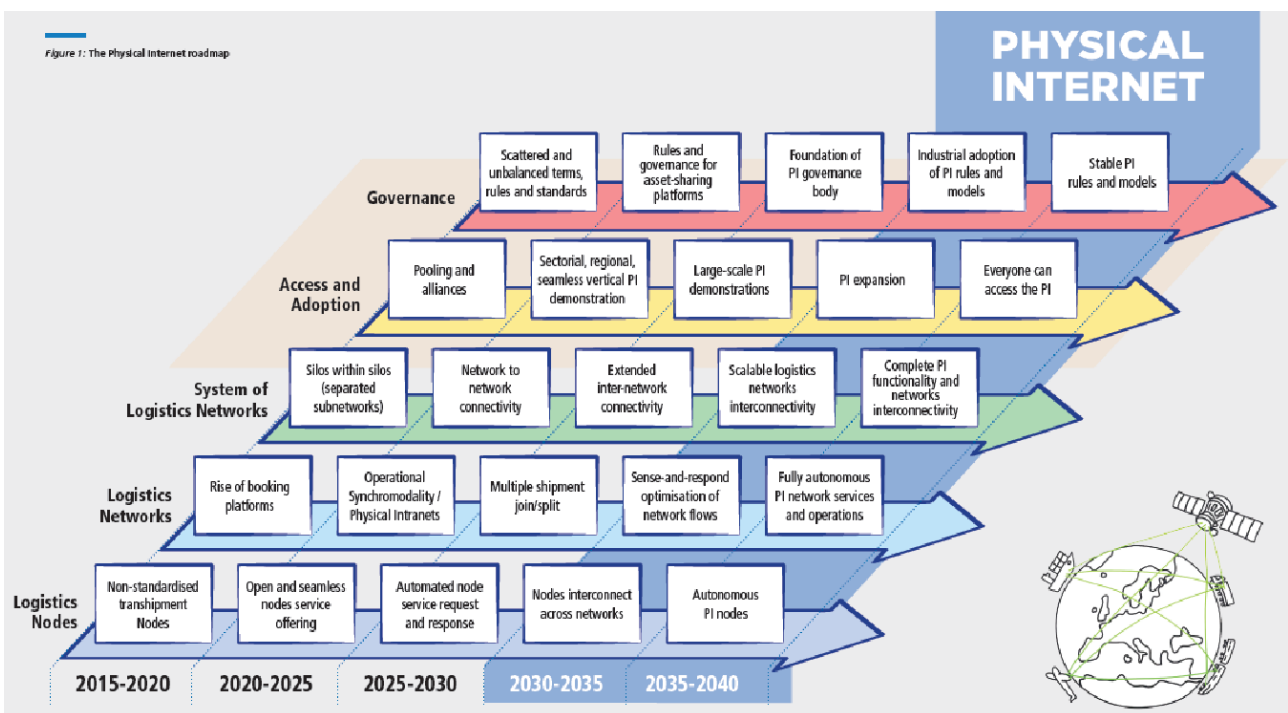 Figure 1: The Physical Internet roadmap
PHYSICAL
INTERNET
Governance
Scattered and
unbalanced terms,
rules and standards
Rules and
governance for
asset-sharing
platforms
Foundation of
PI governance
body
Industrial adoption
of PI rules and
models
Stable PI
rules and models
Access and
Adoption
Pooling and
alliances
Sectorial, regional,
seamless vertical PI
demonstration
Large-scale PI
demonstrations
PI expansion
Everyone can
access the PI
System of
Logistics Networks
Silos within silos
(separated
subnetworks)
Network to
network
connectivity
Extended
inter-network
connectivity
Scalable logistics
networks
interconnectivity
Complete PI
functionality and
networks
interconnectivity
Logistics
Networks
Rise of booking
platforms
Operational
Synchromodality /
Physical Intranets
Multiple shipment
join/split
Sense-and-respond
optimisation of
network flows
Fully autonomous
PI network services
and operations
Logistics
Nodes
Non-standardised
transhipment
Nodes
Open and seamless
nodes service
offering
Automated node
service request
and response
Nodes interconnect
across networks
Autonomous
PI nodes
2015-2020
2020-2025
2025-2030
2030-2035
2035-2040